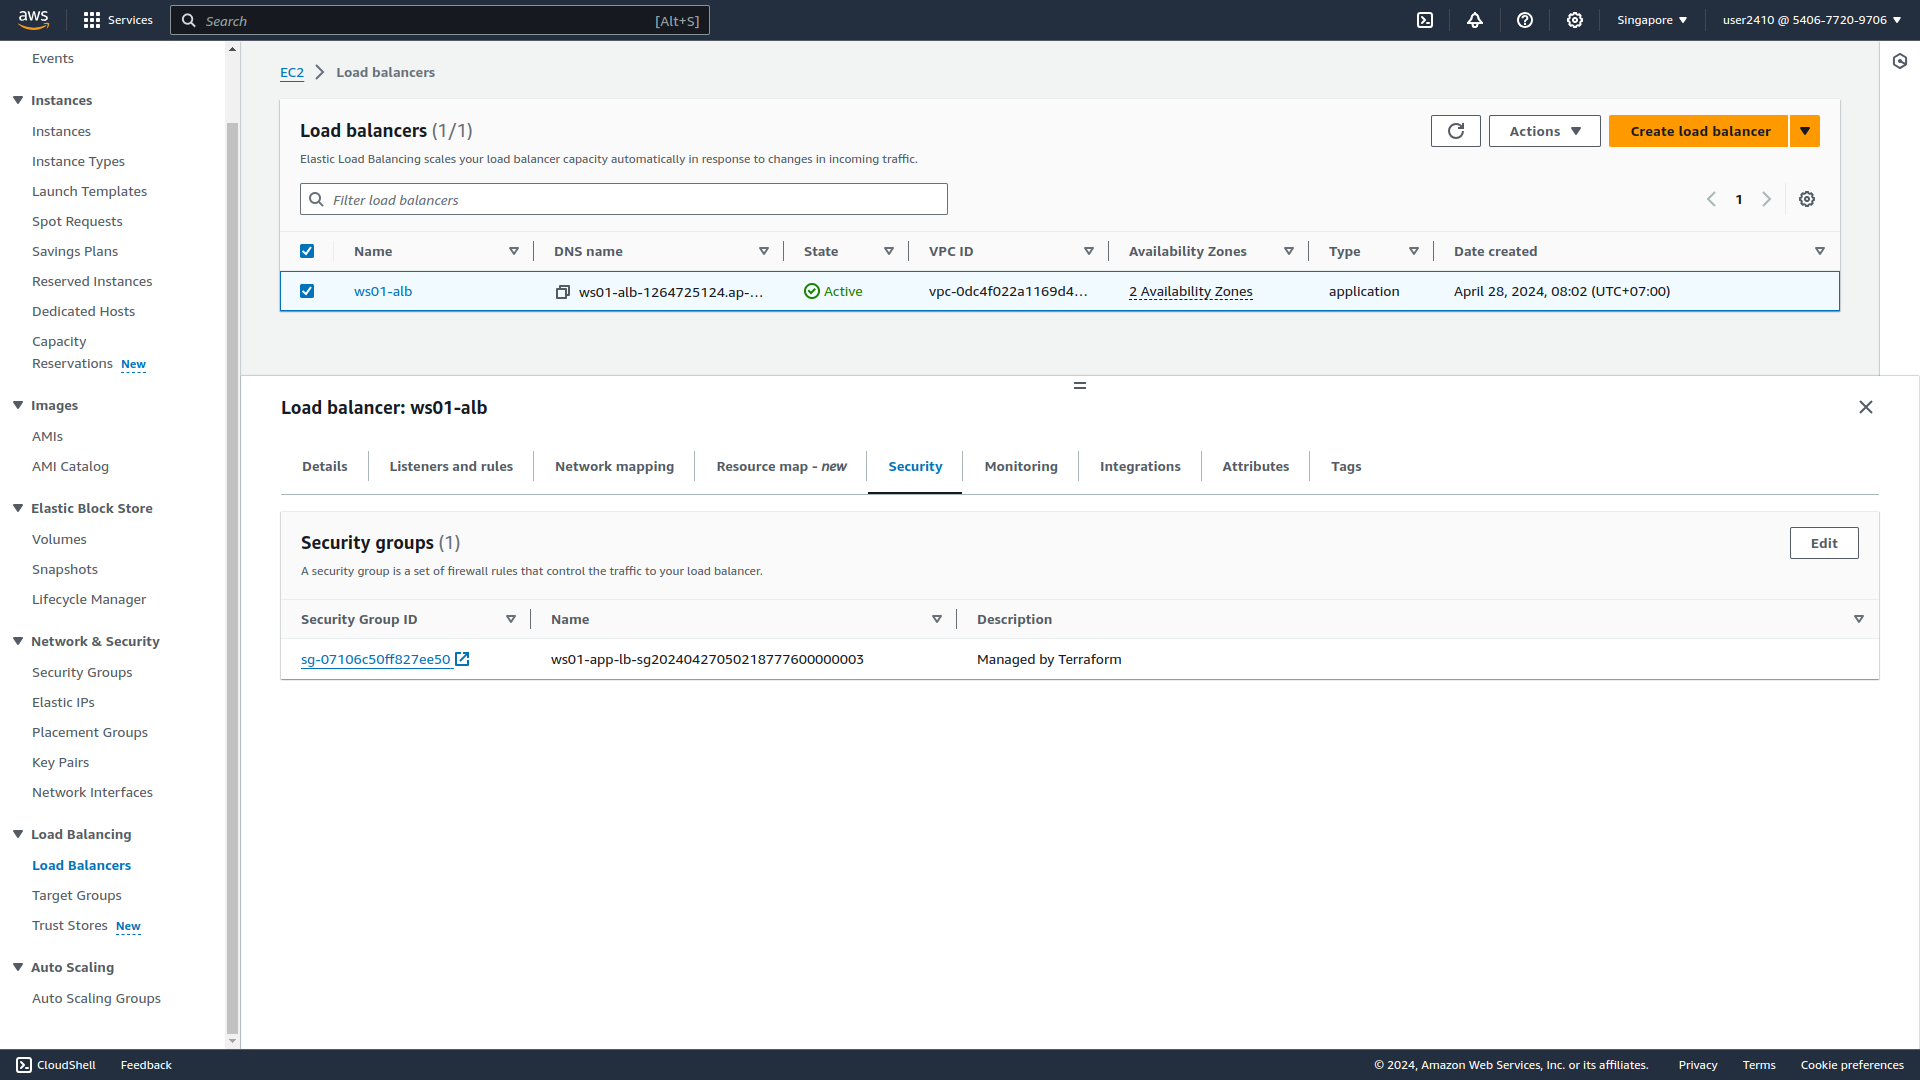 aws
Services
Search
[Alt+S]
Singapore
user2410 @ 5406-7720-9706
Events
Instances
Instances
Instance Types
Launch Templates
Spot Requests
Savings Plans
Reserved Instances
Dedicated Hosts
Capacity
Reservations New
Images
AMIs
AMI Catalog
Elastic Block Store
Volumes
Snapshots
Lifecycle Manager
Network & Security
Security Groups
Elastic IPs
Placement Groups
Key Pairs
Network Interfaces
Load Balancing
Load Balancers
Target Groups
Trust Stores New
Auto Scaling
Auto Scaling Groups
EC2 > Load balancers
Load balancers (1/1)
Actions
Create load balancer
Elastic Load Balancing scales your load balancer capacity automatically in response to changes in incoming traffic.
Filter load balancers
1
Name DNS name State VPC ID Availability Zones Type Date created
ws01-alb ws01-alb-1264725124.ap-... Active vpc-0dc4f022a1169d4... 2 Availability Zones application April 28, 2024, 08:02 (UTC+07:00)
Load balancer: ws01-alb
Details Listeners and rules Network mapping Resource map - new Security Monitoring Integrations Attributes Tags
Security groups (1)
Edit
A security group is a set of firewall rules that control the traffic to your load balancer.
Security Group ID Name Description
sg-07106c50ff827ee50 ws01-app-lb-sg20240427050218777600000003 Managed by Terraform
CloudShell Feedback © 2024, Amazon Web Services, Inc. or its affiliates. Privacy Terms Cookie preferences